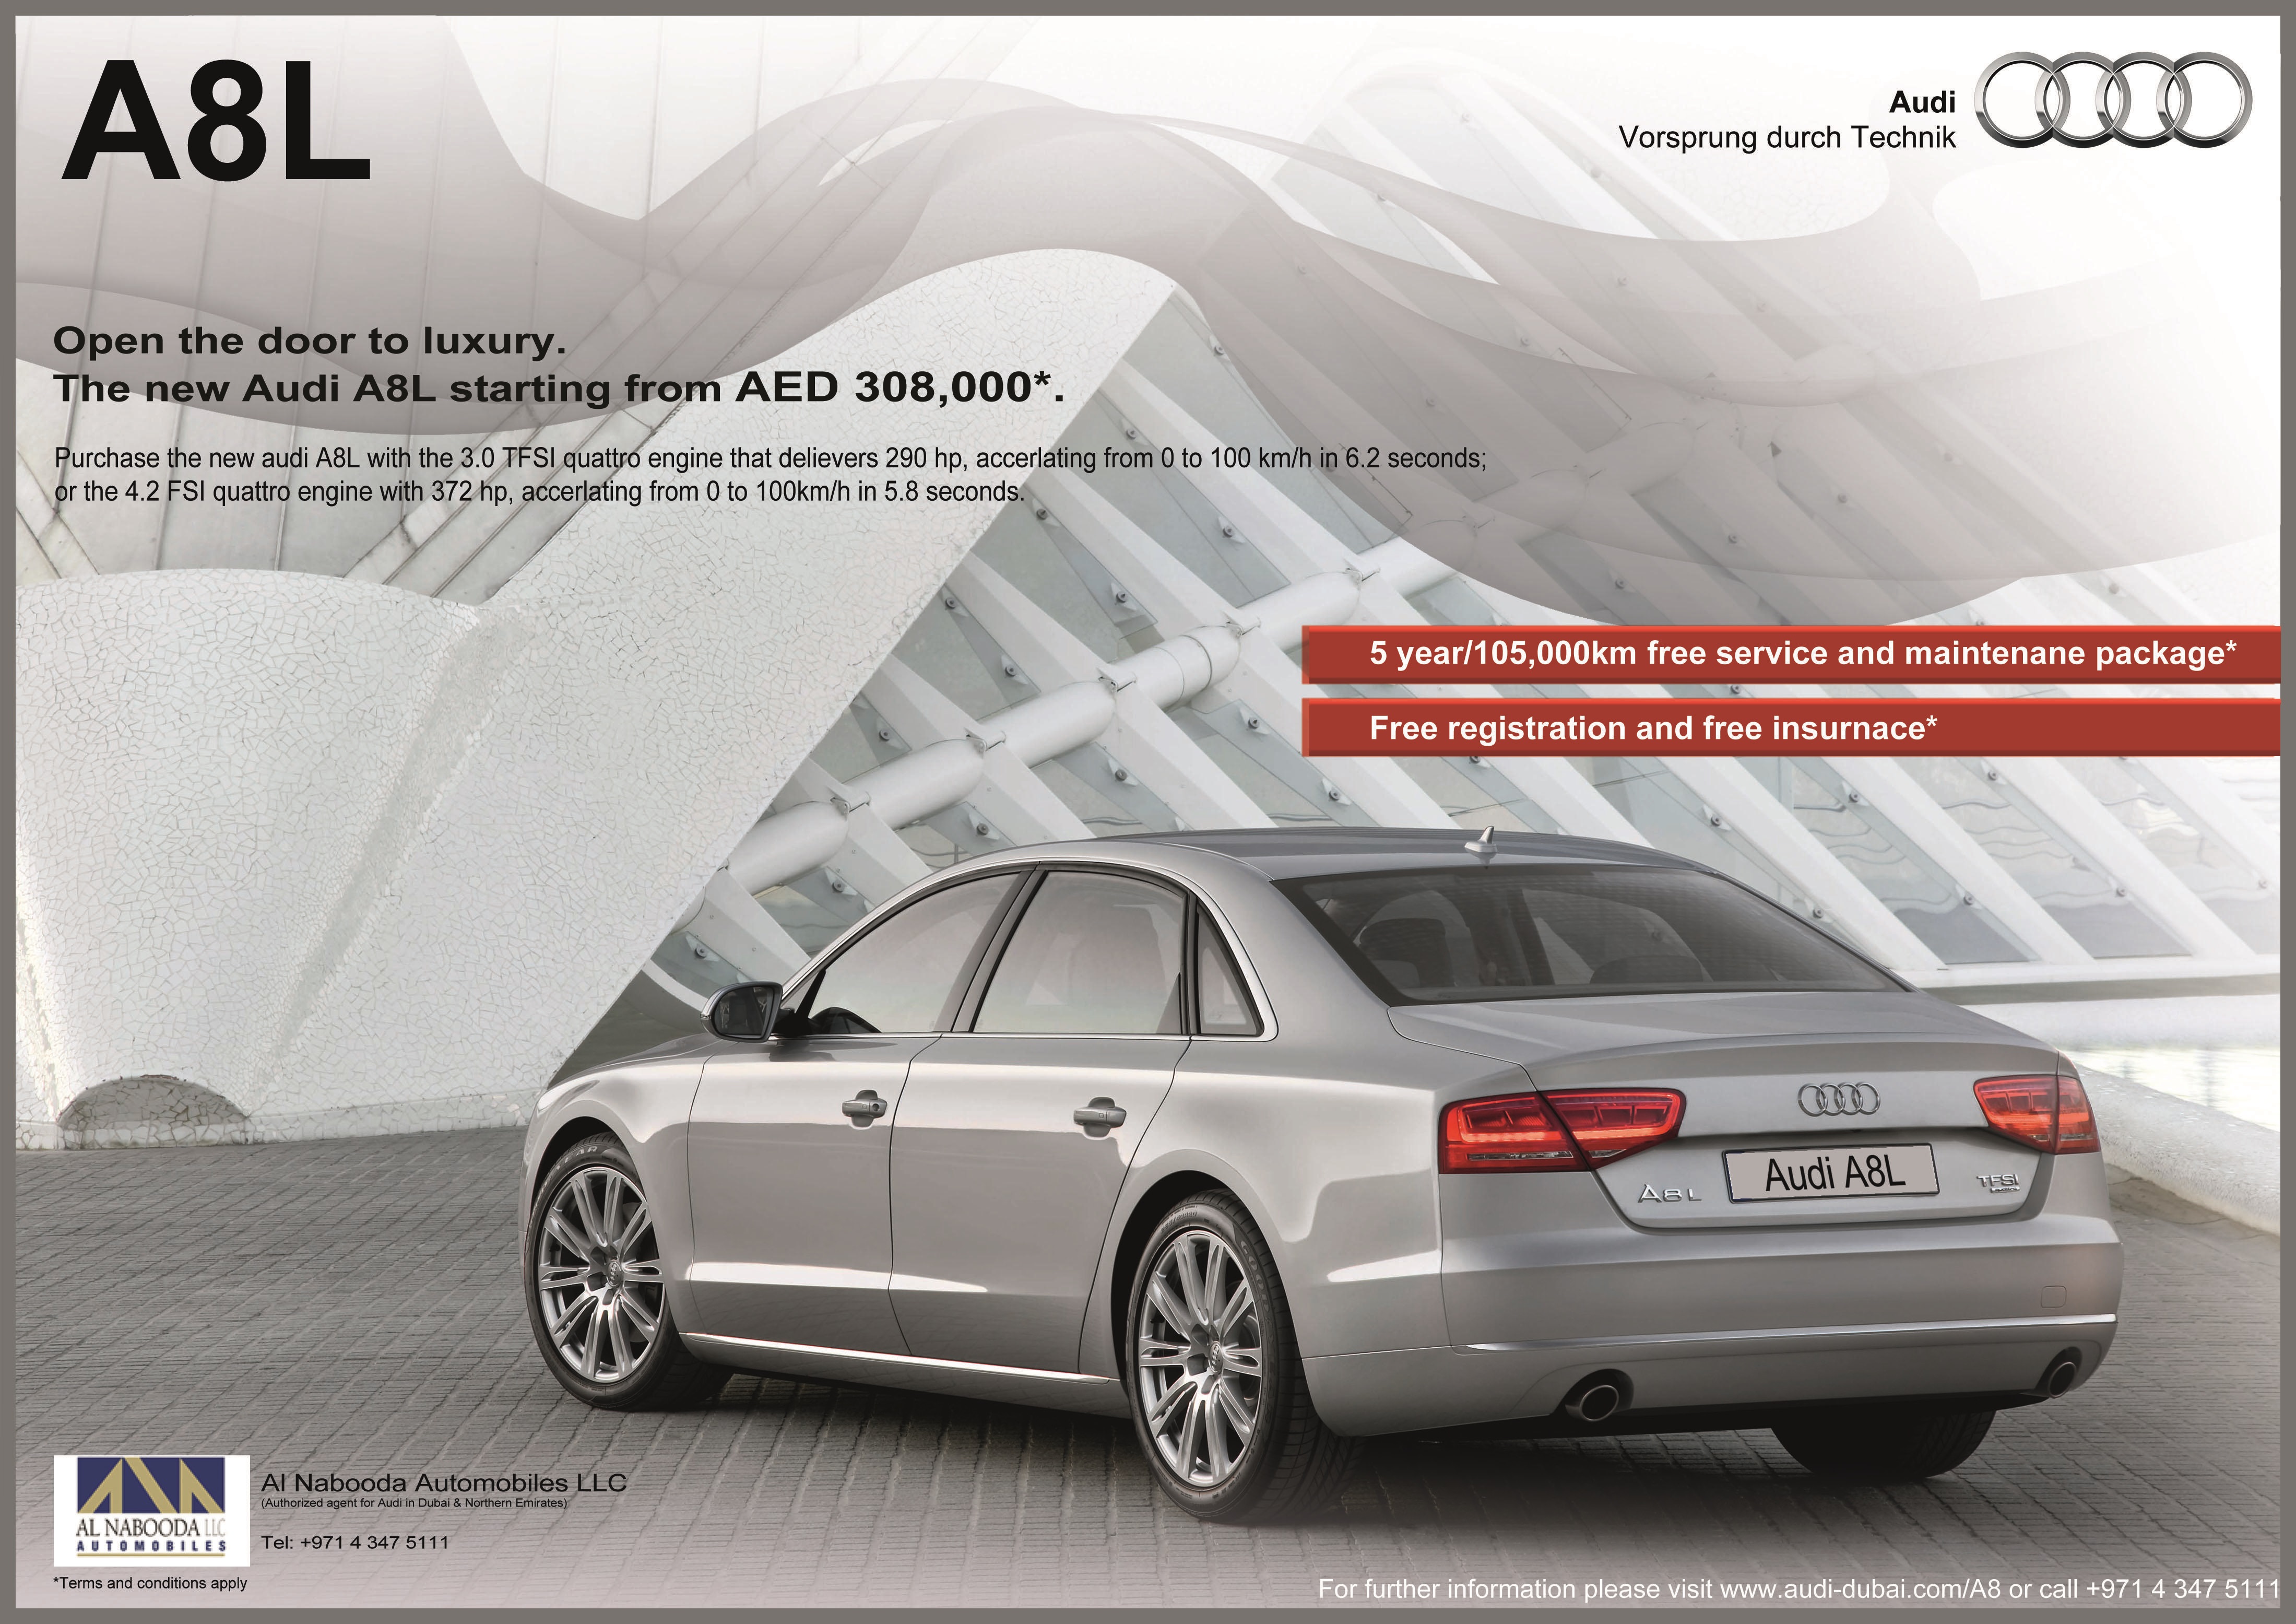 A8L
Audi
Vorsprung durch Technik
Open the door to luxury.
The new Audi A8L starting from AED 308,000*.
Purchase the new audi A8L with the 3.0 TFSI quattro engine that delievers 290 hp, accerlating from 0 to 100 km/h in 6.2 seconds;
or the 4.2 FSI quattro engine with 372 hp, accerlating from 0 to 100km/h in 5.8 seconds.
5 year/105,000km free service and maintenane package*
Free registration and free insurnace*
Audi A8L
A8L
TFSI
AL NABOODA LLC
AUTOMOBILES
Al Nabooda Automobiles LLC
(Authorized agent for Audi in Dubai & Northern Emirates)
Tel: +971 4 347 5111
*Terms and conditions apply
For further information please visit www.audi-dubai.com/A8 or call +971 4 347 5111